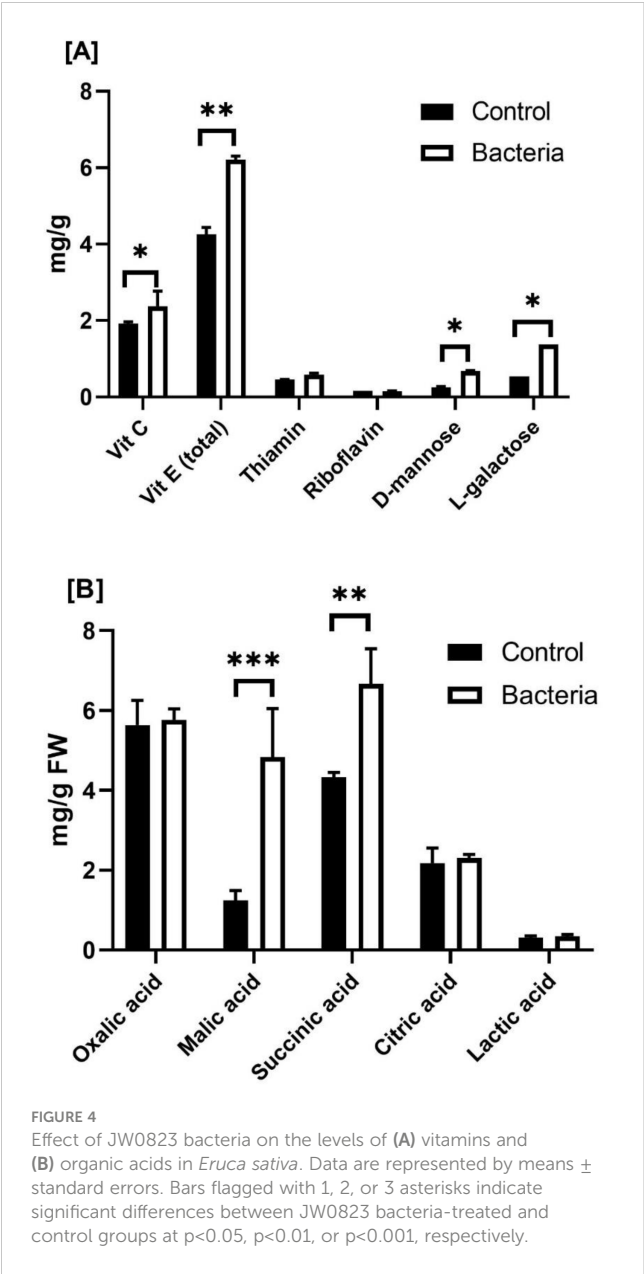 [A]
8
6
4
2
0
mg/g
**
*
*
*
Control
Bacteria
Vit C
Vit E (total)
Thiamin
Riboflavin
D-mannose
L-galactose
[B]
8
6
4
2
0
mg/g FW
***
**
Control
Bacteria
Oxalic acid
Malic acid
Succinic acid
Citric acid
Lactic acid
FIGURE 4
Effect of JW0823 bacteria on the levels of (A) vitamins and
(B) organic acids in Eruca sativa. Data are represented by means ±
standard errors. Bars flagged with 1, 2, or 3 asterisks indicate
significant differences between JW0823 bacteria-treated and
control groups at p<0.05, p<0.01, or p<0.001, respectively.